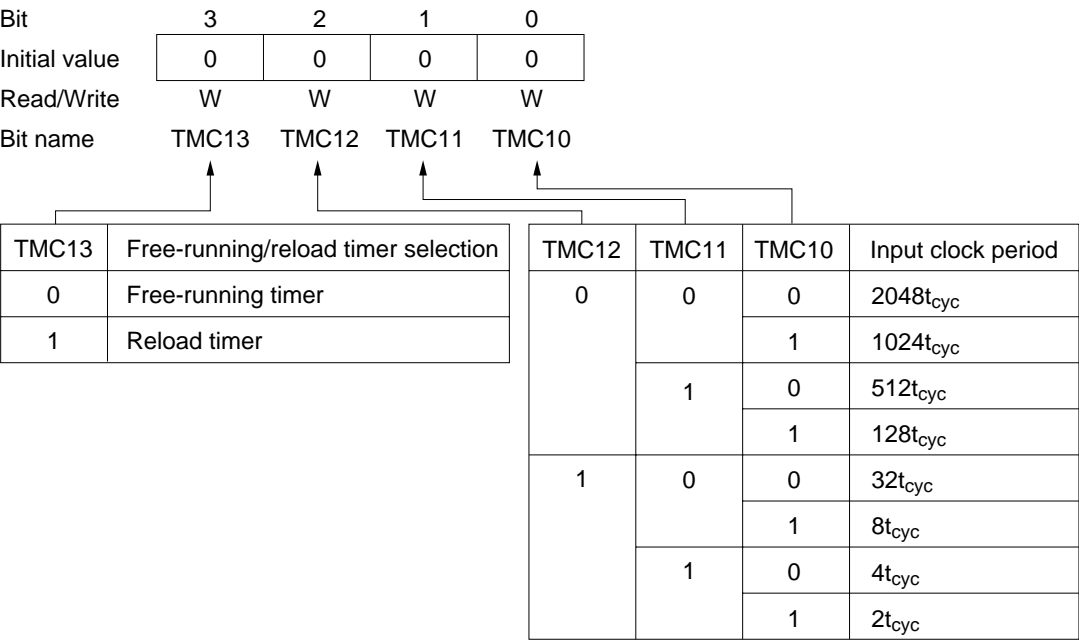 Bit 3 2 1 0
Initial value 0 0 0 0
Read/Write W W W W
Bit name TMC13 TMC12 TMC11 TMC10
TMC13 Free-running/reload timer selection
0 Free-running timer
1 Reload timer
TMC12 TMC11 TMC10 Input clock period
0 0 0 2048tcyc
1 1024tcyc
1 0 512tcyc
1 128tcyc
1 0 0 32tcyc
1 8tcyc
1 0 4tcyc
1 2tcyc